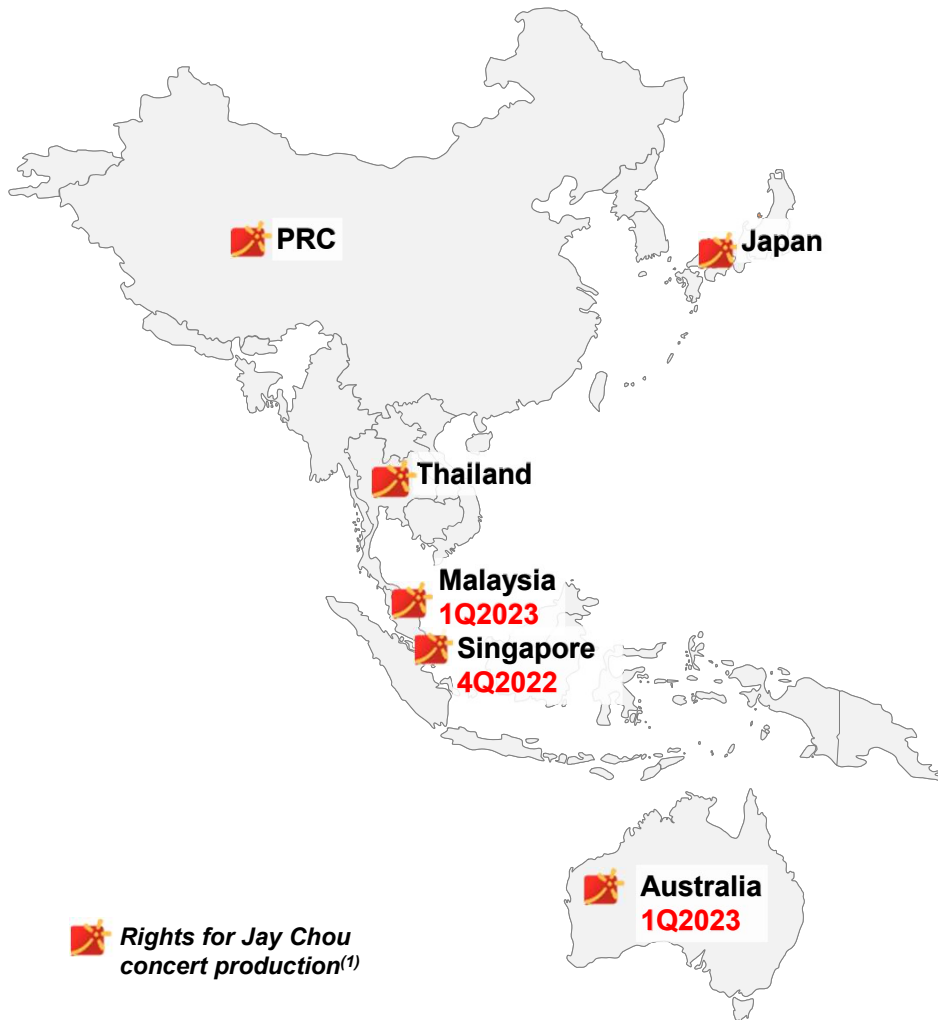 PRC
Japan
Thailand
Malaysia
1Q2023
Singapore
4Q2022
Australia
1Q2023
Rights for Jay Chou
concert production(1)